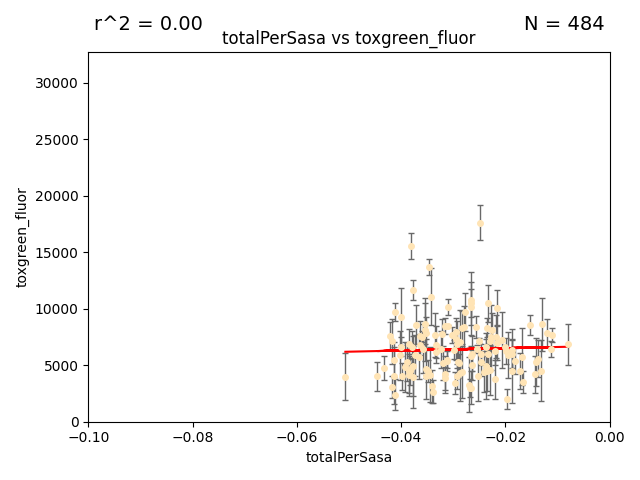 r^2 = 0.00
N = 484
totalPerSasa vs toxgreen_fluor
30000
25000
20000
15000
10000
5000
0
toxgreen_fluor
−0.10
−0.08
−0.06
−0.04
−0.02
0.00
totalPerSasa